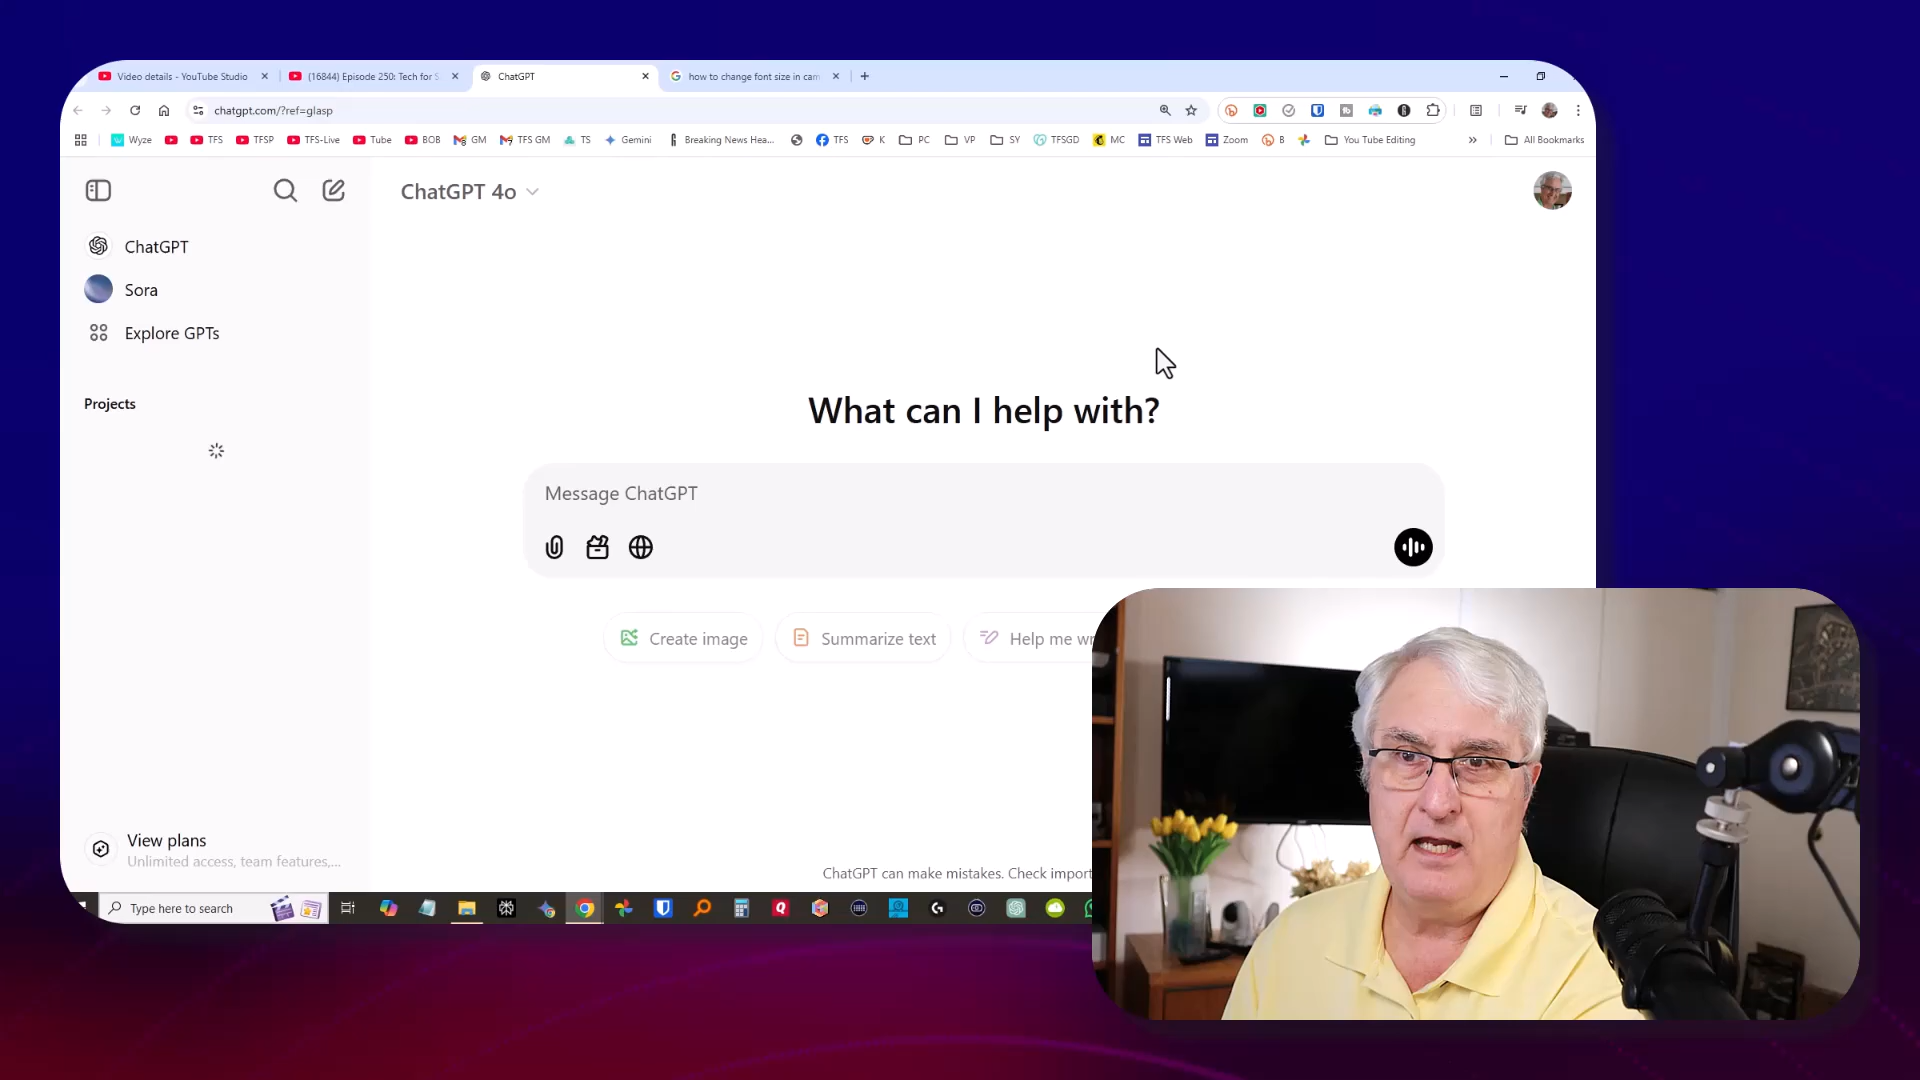 Video details - YouTube Studio
(16844) Episode 250: Tech for S
ChatGPT
how to change font size in cam
chatgpt.com/?ref=glasp
Wyze
TFS
TFSP
TFS-Live
Tube
BOB
GM
TFS GM
TS
Gemini
Breaking News Hea...
TFS
K
PC
VP
SY
TFSGD
MC
TFS Web
Zoom
B
You Tube Editing
All Bookmarks
ChatGPT 4o
ChatGPT
Sora
Explore GPTs
Projects
What can I help with?
Message ChatGPT
Create image
Summarize text
Help me wr
View plans
Unlimited access, team features,...
ChatGPT can make mistakes. Check import
Type here to search